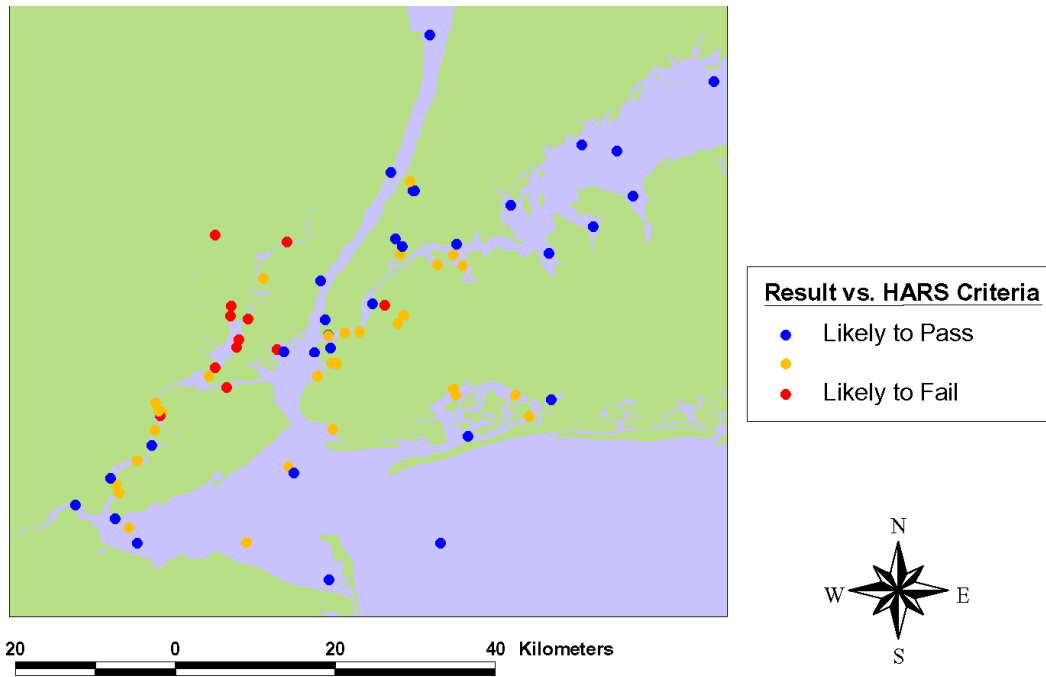 Result vs. HARS Criteria
Likely to Pass
Likely to Fail
N
W E
S
20 0 20 40 Kilometers